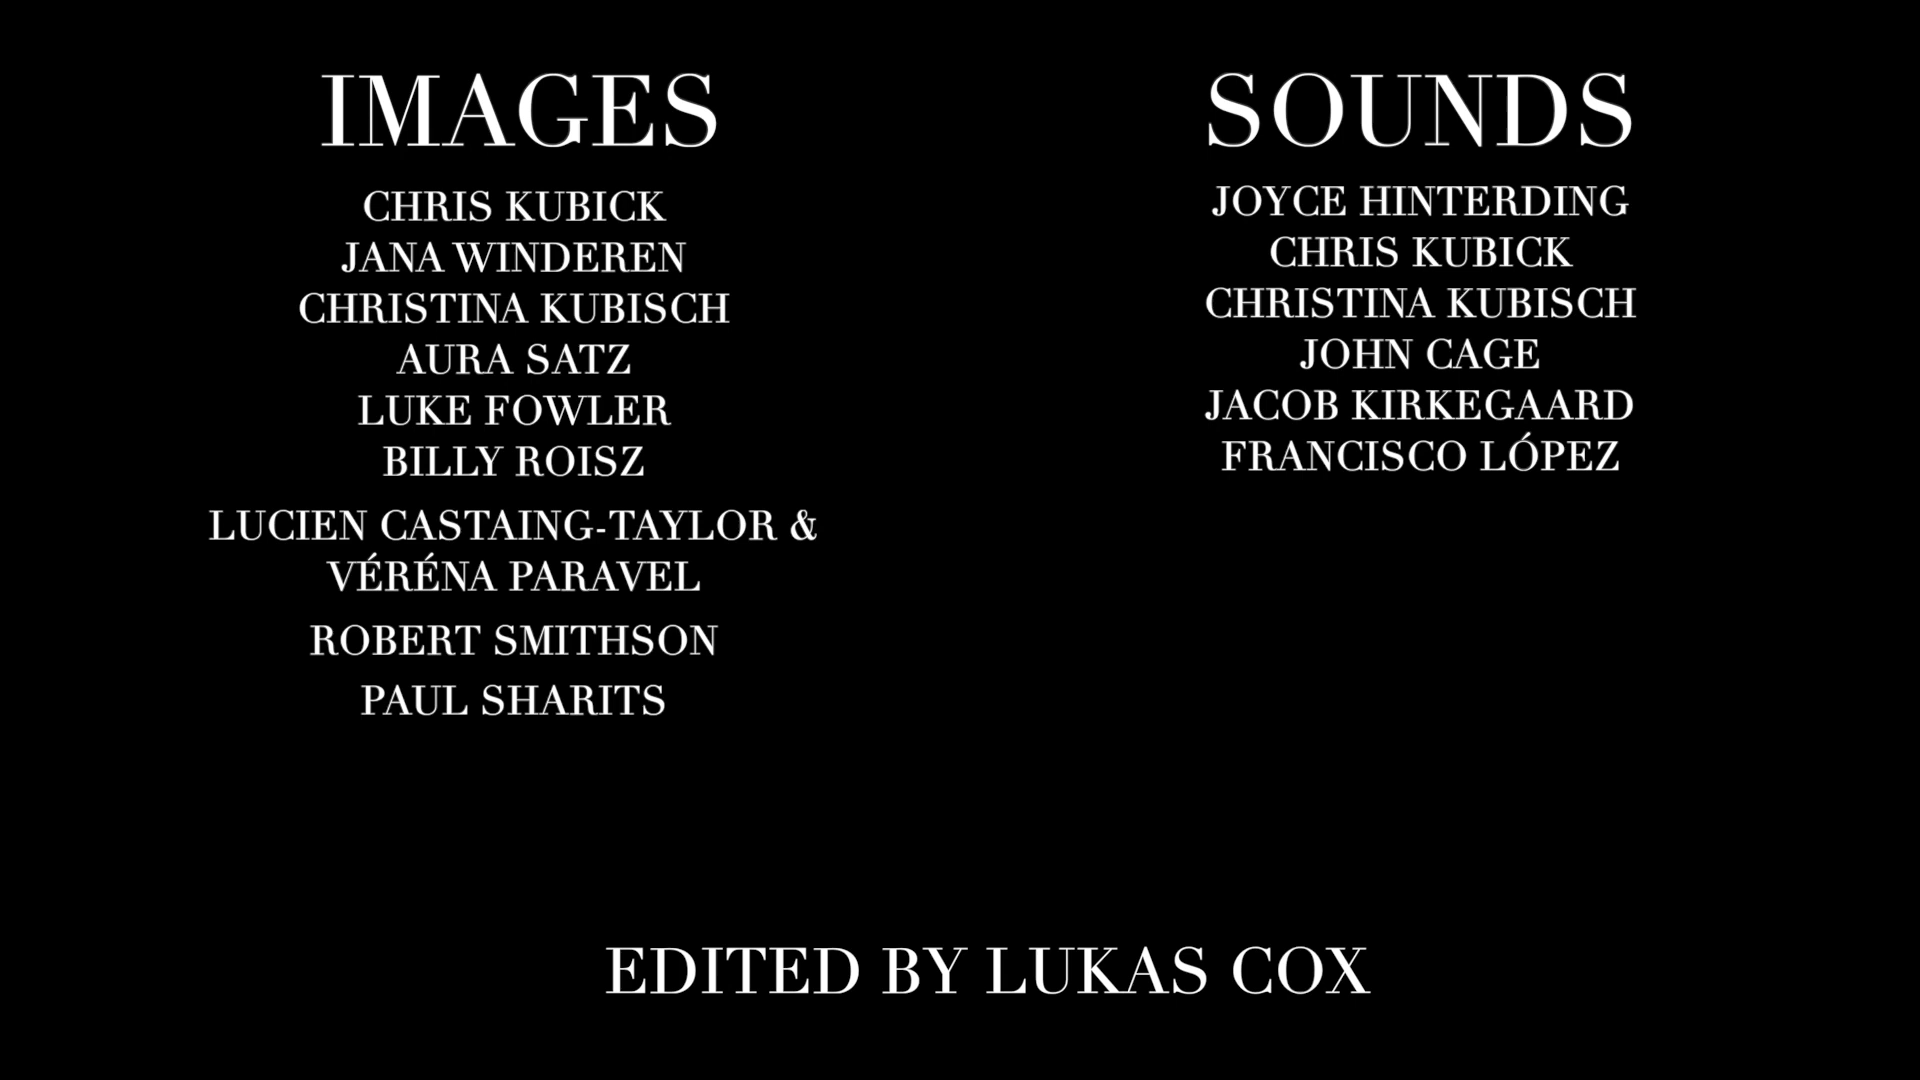 IMAGES
CHRIS KUBICK
JANA WINDEREN
CHRISTINA KUBISCH
AURA SATZ
LUKE FOWLER
BILLY ROISZ
LUCIEN CASTAING-TAYLOR &
VÉRÉNA PARAVEL
ROBERT SMITHSON
PAUL SHARITS
SOUNDS
JOYCE HINTERDING
CHRIS KUBICK
CHRISTINA KUBISCH
JOHN CAGE
JACOB KIRKEGAARD
FRANCISCO LÓPEZ
EDITED BY LUKAS COX